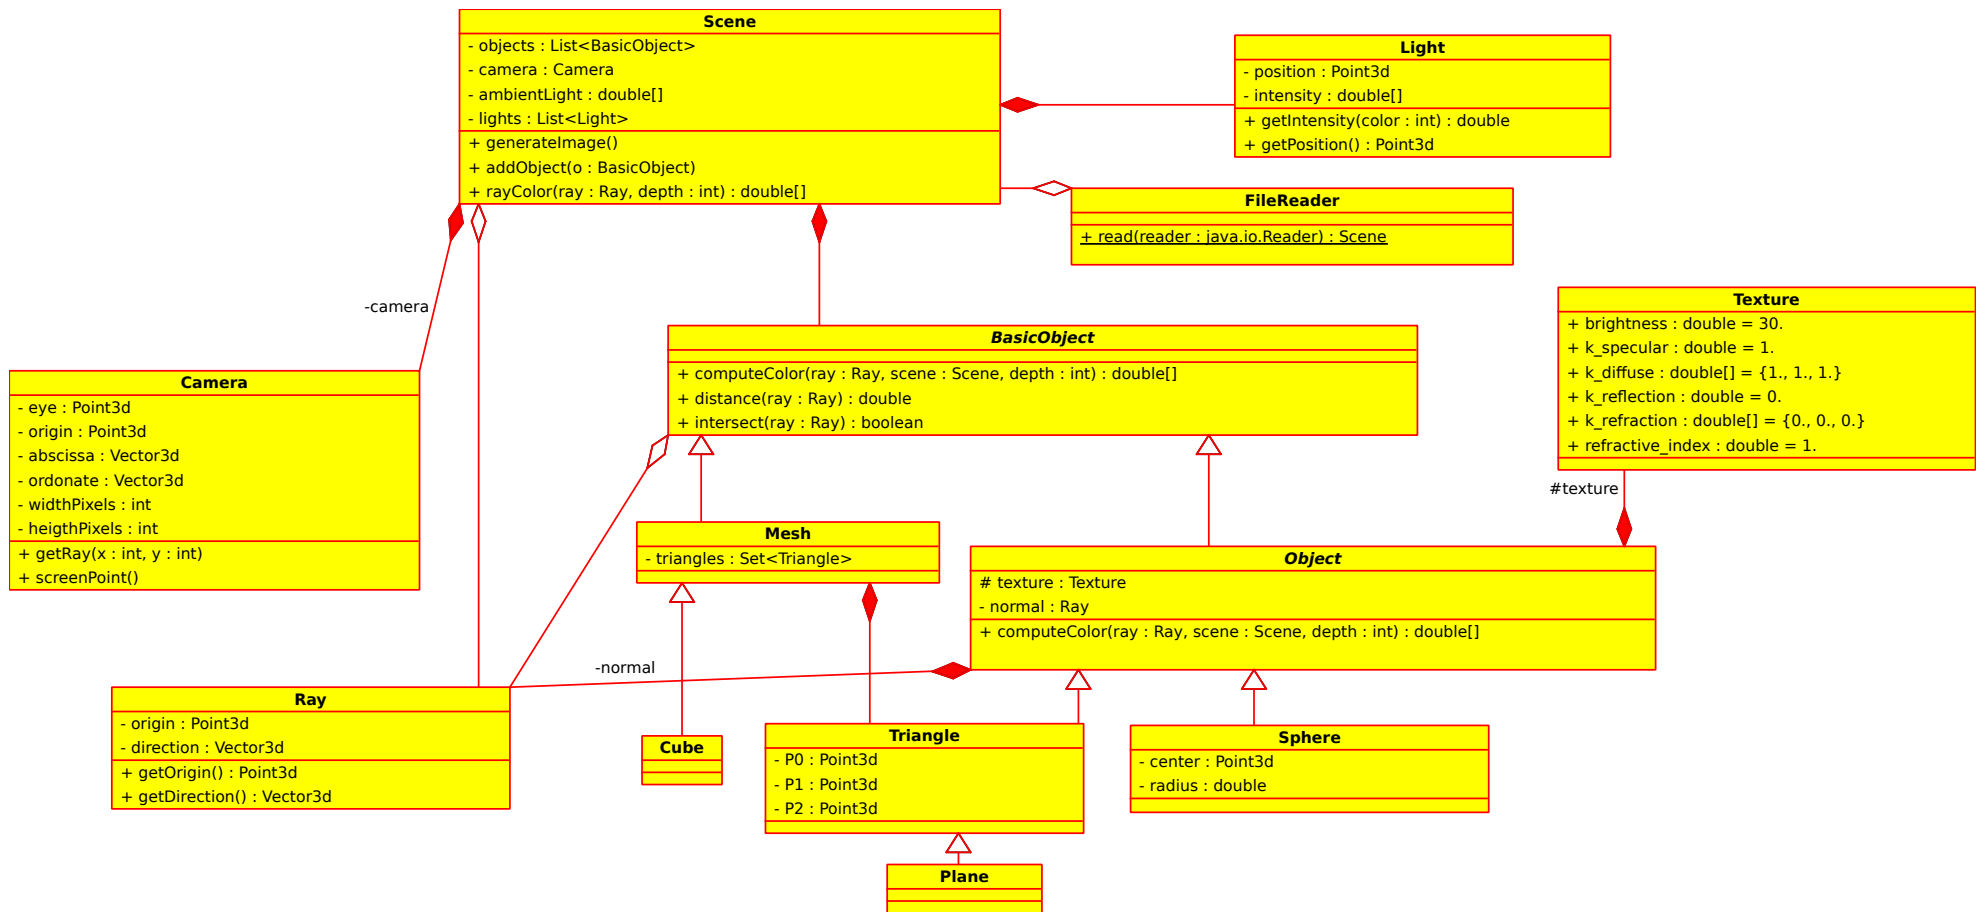 Scene
- objects : List<BasicObject>
- camera : Camera
- ambientLight : double[]
- lights : List<Light>
+ generateImage()
+ addObject(o : BasicObject)
+ rayColor(ray : Ray, depth : int) : double[]
Light
- position : Point3d
- intensity : double[]
+ getIntensity(color : int) : double
+ getPosition() : Point3d
FileReader
+ read(reader : java.io.Reader) : Scene
-camera
Texture
+ brightness : double = 30.
+ k_specular : double = 1.
+ k_diffuse : double[] = {1., 1., 1.}
+ k_reflection : double = 0.
+ k_refraction : double[] = {0., 0., 0.}
+ refractive_index : double = 1.
#texture
BasicObject
+ computeColor(ray : Ray, scene : Scene, depth : int) : double[]
+ distance(ray : Ray) : double
+ intersect(ray : Ray) : boolean
Camera
- eye : Point3d
- origin : Point3d
- abscissa : Vector3d
- ordonate : Vector3d
- widthPixels : int
- heigthPixels : int
+ getRay(x : int, y : int)
+ screenPoint()
Mesh
- triangles : Set<Triangle>
Object
# texture : Texture
- normal : Ray
+ computeColor(ray : Ray, scene : Scene, depth : int) : double[]
-normal
Ray
- origin : Point3d
- direction : Vector3d
+ getOrigin() : Point3d
+ getDirection() : Vector3d
Cube
Triangle
- P0 : Point3d
- P1 : Point3d
- P2 : Point3d
Sphere
- center : Point3d
- radius : double
Plane